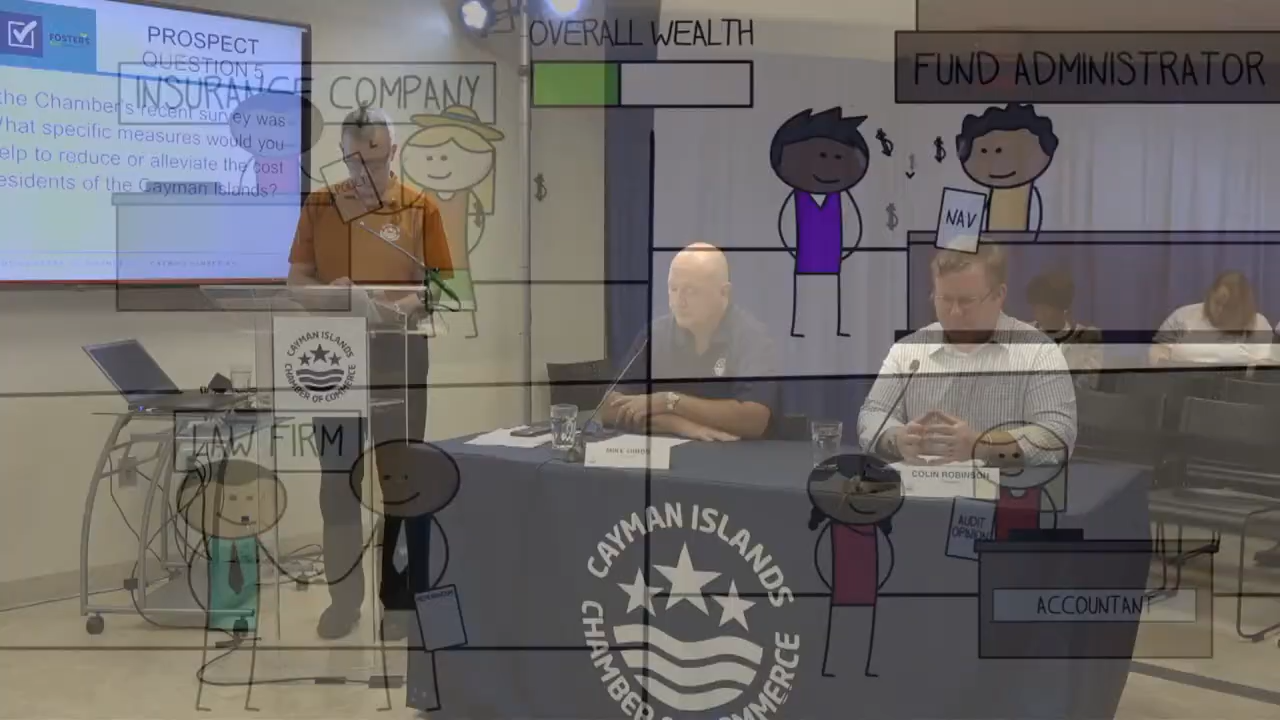 FOSTER'S
PROSPECT
QUESTION 5
the Chamber's recent survey was
What specific measures would you
elp to reduce or alleviate the cost
esidents of the Cayman Islands?
OVERALL WEALTH
INSURANCE COMPANY
FUND ADMINISTRATOR
POLICY
NAV
CAYMAN ISLANDS
CHAMBER OF COMMERCE
LAW FIRM
COLIN ROBINSON
AUDIT
OPINION
ACCOUNTANT
CAYMAN ISLANDS
CHAMBER OF COMMERCE